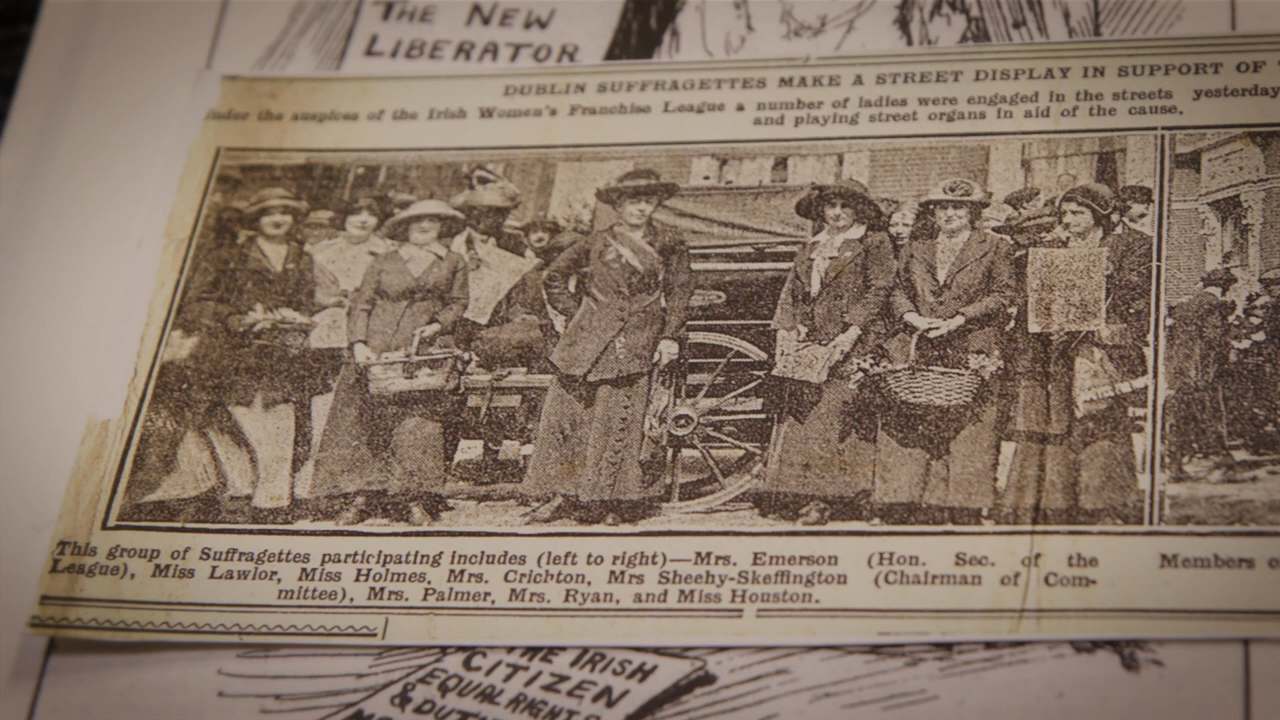 THE NEW
LIBERATOR
DUBLIN SUFFRAGETTES MAKE A STREET DISPLAY IN SUPPORT OF
Under the auspices of the Irish Women's Franchise League a number of ladies were engaged in the streets yesterday
and playing street organs in aid of the cause.
This group of Suffragettes participating includes (left to right)—Mrs. Emerson (Hon. Sec. of the
League), Miss Lawlor, Miss Holmes, Mrs. Crichton, Mrs Sheehy-Skeffington (Chairman of Com-
mittee), Mrs. Palmer, Mrs. Ryan, and Miss Houston.
Members
THE IRISH
CITIZEN
EQUAL RIGHTS
& DUTIES